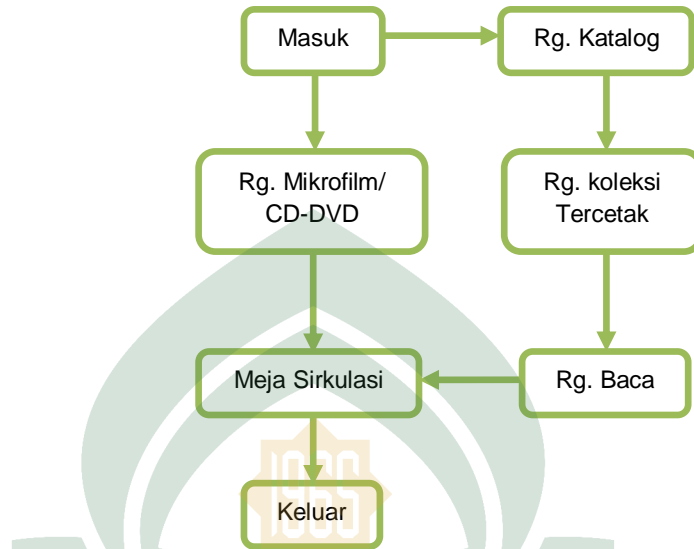 Masuk
Rg. Katalog
Rg. Mikrofilm/
CD-DVD
Rg. koleksi
Tercetak
Meja Sirkulasi
Rg. Baca
Keluar